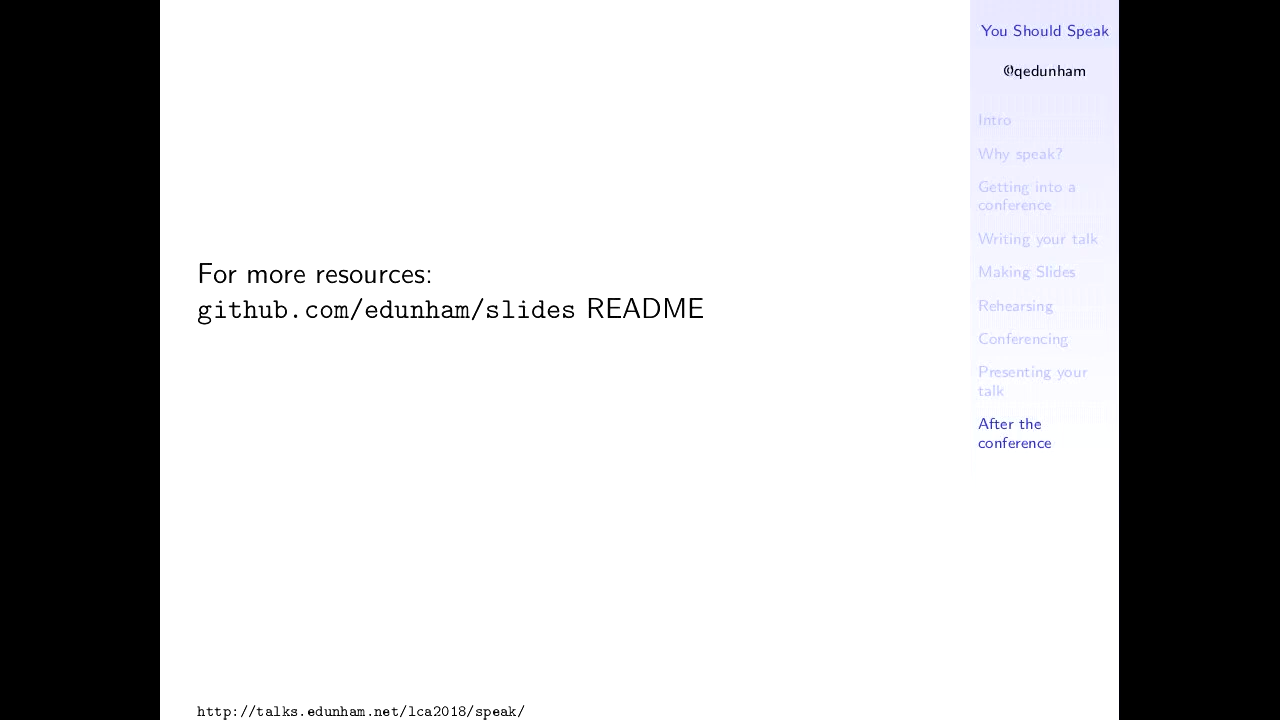 For more resources:
github.com/edunham/slides README
http://talks.edunham.net/lca2018/speak/
You Should Speak
@qedunham
Intro
Why speak?
Getting into a
conference
Writing your talk
Making Slides
Rehearsing
Conferencing
Presenting your
talk
After the
conference